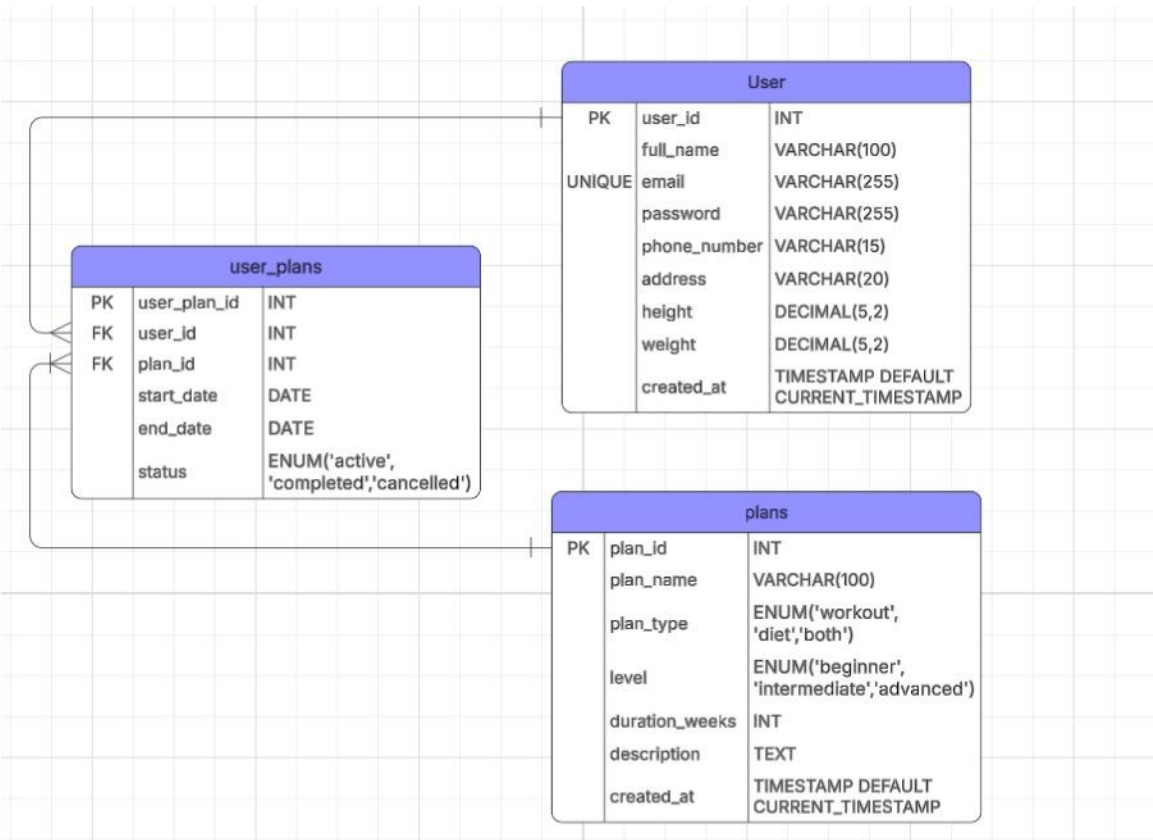 User
PK user_id INT
full_name VARCHAR(100)
UNIQUE email VARCHAR(255)
password VARCHAR(255)
phone_number VARCHAR(15)
address VARCHAR(20)
height DECIMAL(5,2)
weight DECIMAL(5,2)
created_at TIMESTAMP DEFAULT
CURRENT_TIMESTAMP
user_plans
PK user_plan_id INT
FK user_id INT
FK plan_id INT
start_date DATE
end_date DATE
status ENUM('active',
'completed','cancelled')
plans
PK plan_id INT
plan_name VARCHAR(100)
plan_type ENUM('workout',
'diet','both')
level ENUM('beginner',
'intermediate','advanced')
duration_weeks INT
description TEXT
created_at TIMESTAMP DEFAULT
CURRENT_TIMESTAMP